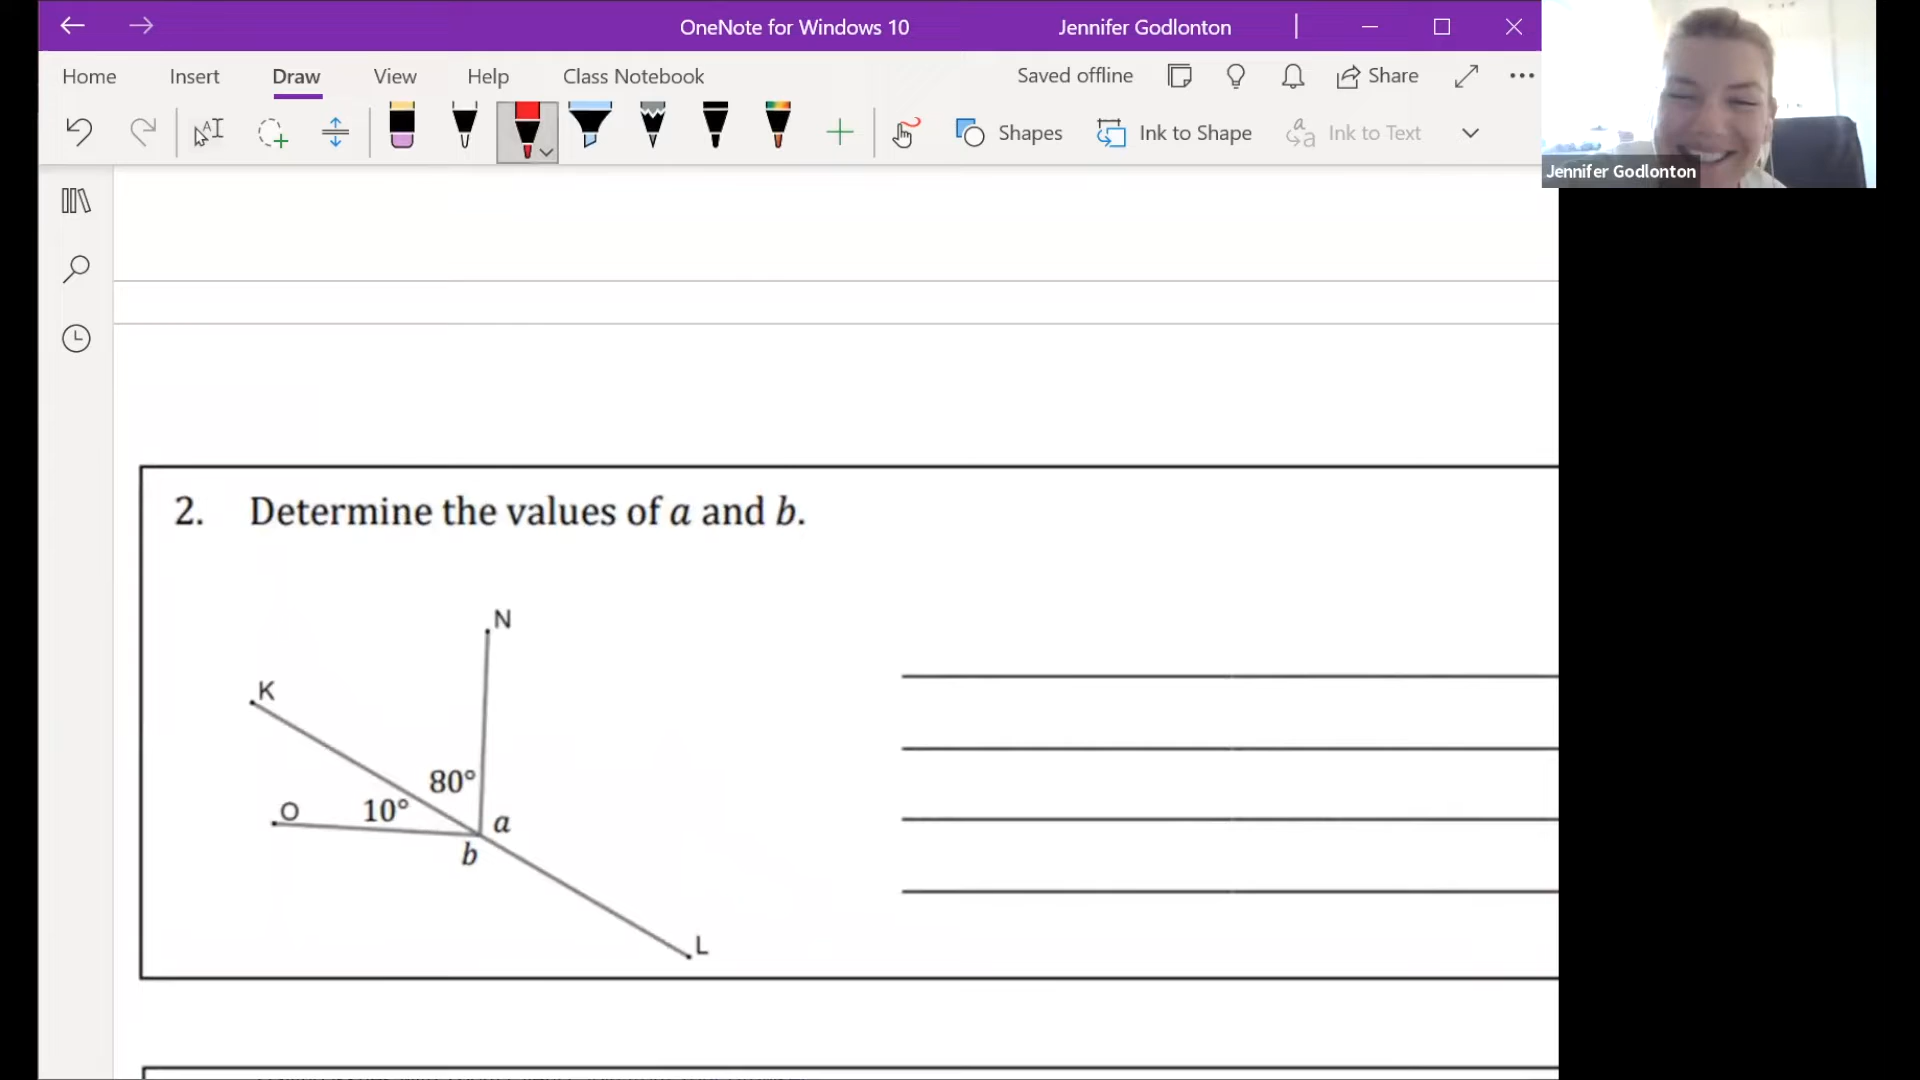 OneNote for Windows 10
Jennifer Godlonton
Home Insert Draw View Help Class Notebook
Saved offline
Share
Shapes
Ink to Shape
Ink to Text
Jennifer Godlonton
2. Determine the values of a and b.
N
K
80°
O 10°
a
b
L